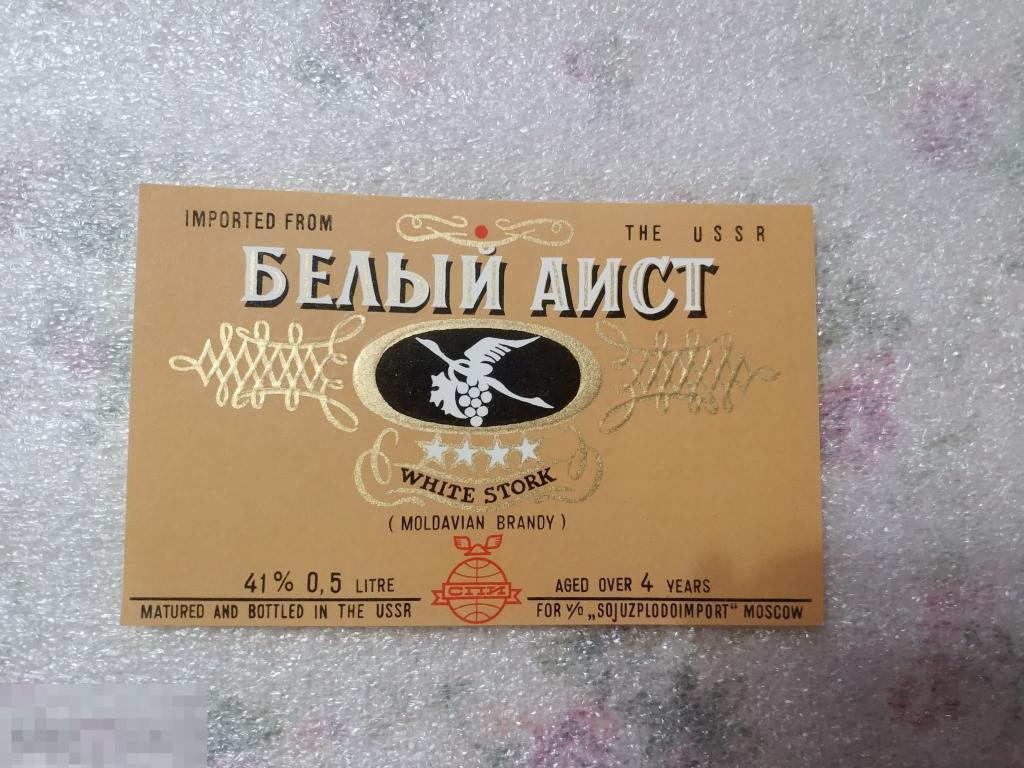 IMPORTED FROM THE USSR
БЕЛЫЙ АИСТ
WHITE STORK
(MOLDAVIAN BRANDY)
СПИ
41% 0,5 LITRE AGED OVER 4 YEARS
MATURED AND BOTTLED IN THE USSR FOR V/O „SOJUZPLODOIMPORT“ MOSCOW